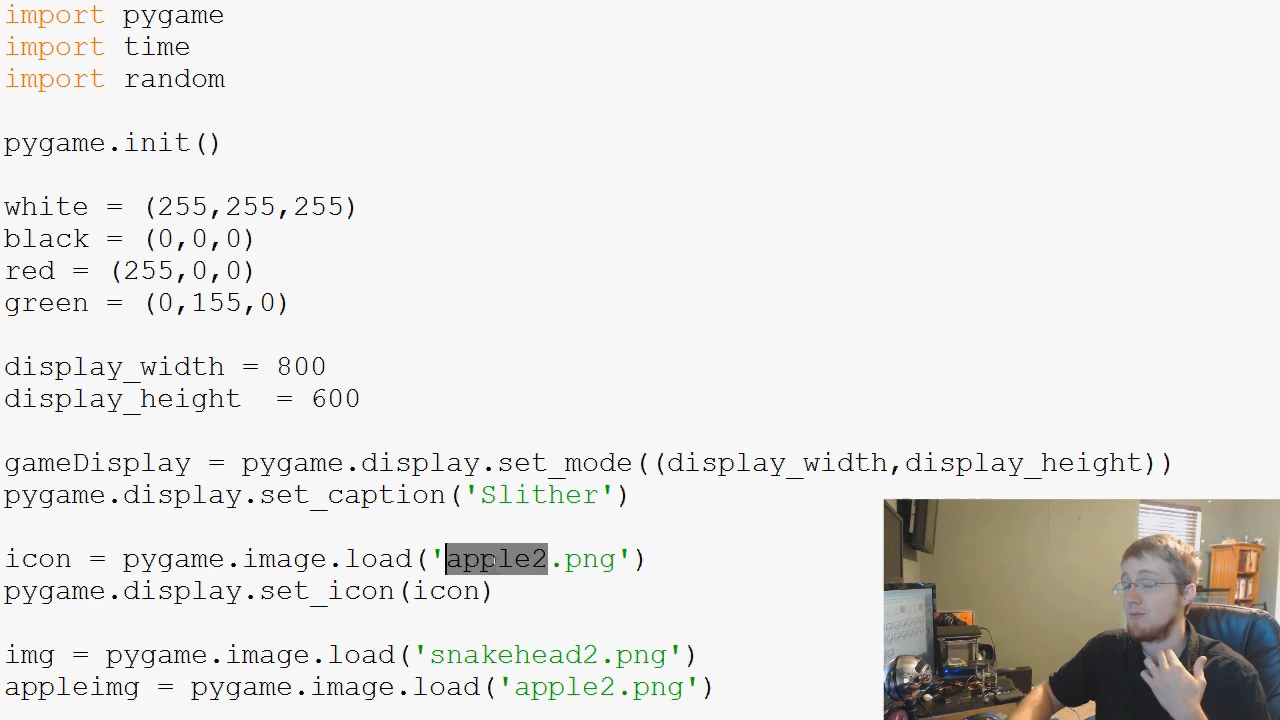 import pygame
import time
import random
pygame.init()
white = (255,255,255)
black = (0,0,0)
red = (255,0,0)
green = (0,155,0)
display_width = 800
display_height  = 600
gameDisplay = pygame.display.set_mode((display_width,display_height))
pygame.display.set_caption('Slither')
icon = pygame.image.load('apple2.png')
pygame.display.set_icon(icon)
img = pygame.image.load('snakehead2.png')
appleimg = pygame.image.load('apple2.png')